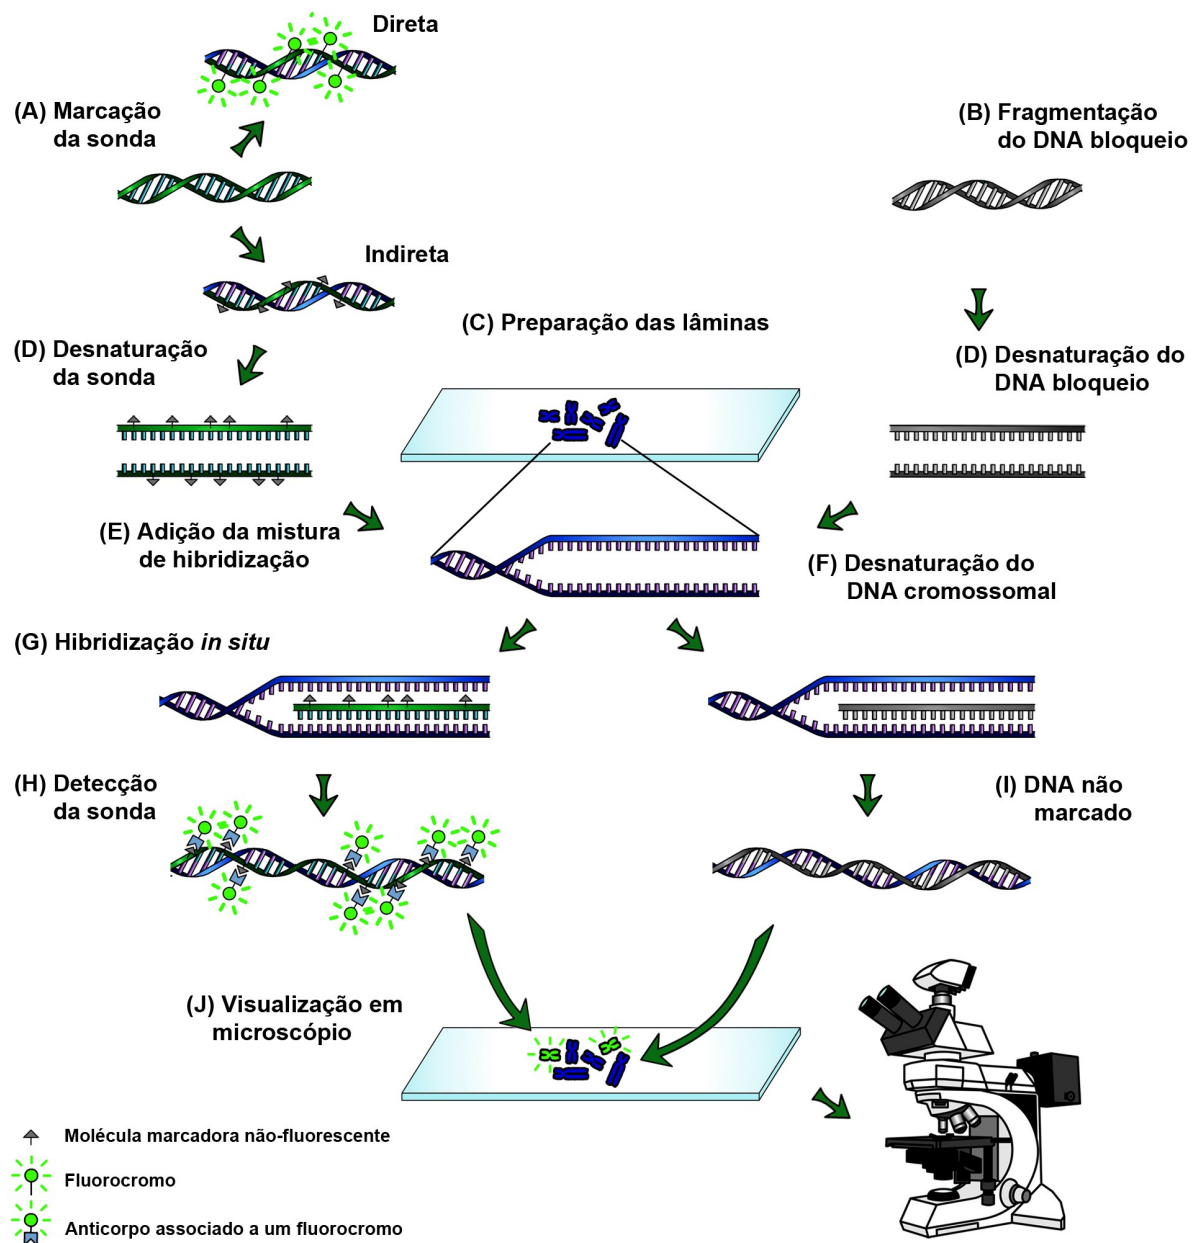 Direta
(A) Marcação
da sonda
(B) Fragmentação
do DNA bloqueio
Indireta
(C) Preparação das lâminas
(D) Desnaturação
da sonda
(D) Desnaturação do
DNA bloqueio
(E) Adição da mistura
de hibridização
(F) Desnaturação do
DNA cromossomal
(G) Hibridização in situ
(H) Detecção
da sonda
(I) DNA não
marcado
(J) Visualização em
microscópio
Molécula marcadora não-fluorescente
Fluorocromo
Anticorpo associado a um fluorocromo